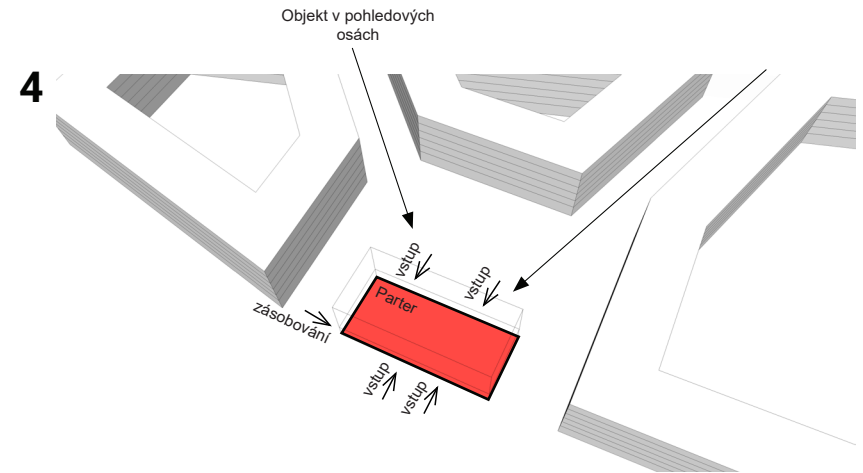 Objekt v pohledových
osách
4
vstup
vstup
Parter
zásobování
vstup
vstup